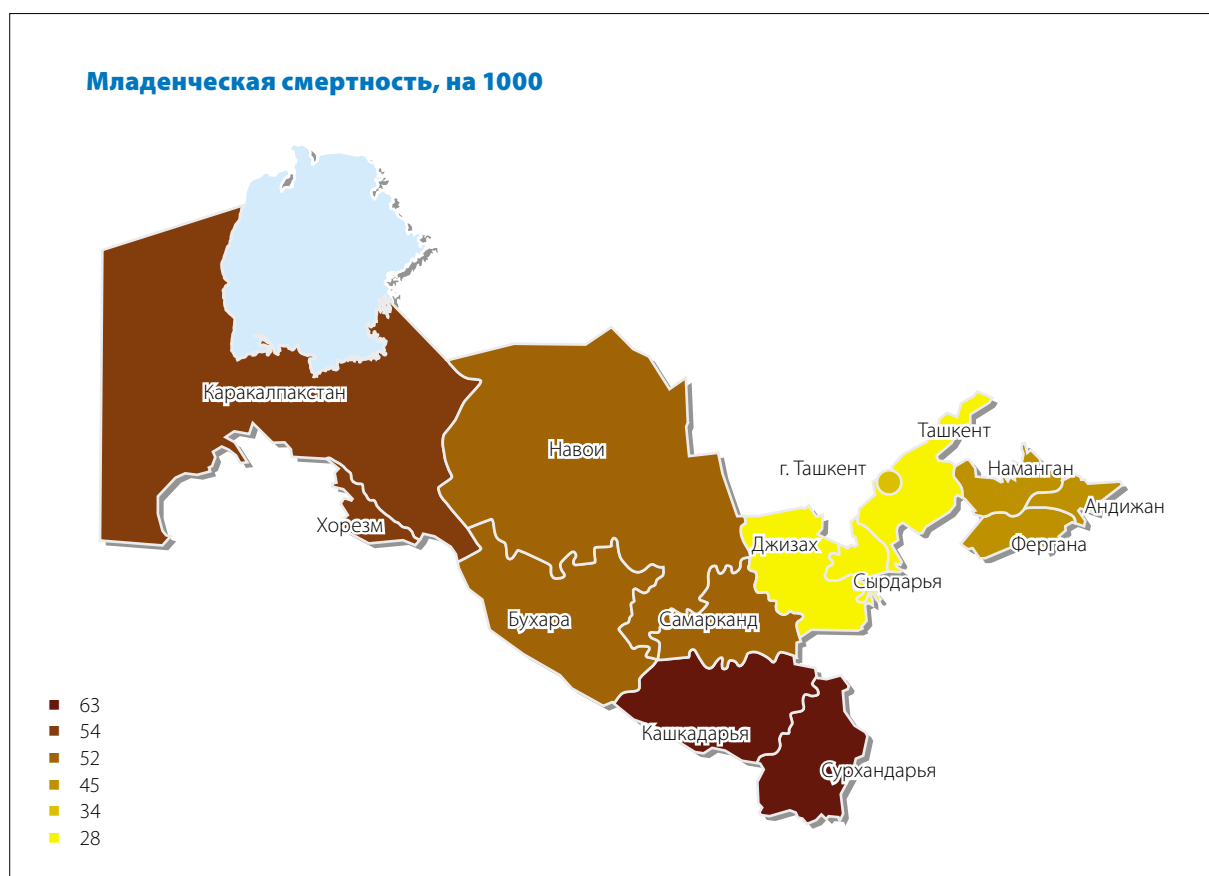 Младенческая смертность, на 1000
Каракалпакстан
Навои
Ташкент
г. Ташкент
Наманган
Андижан
Хорезм
Джизах
Фергана
Сырдарья
Бухара
Самарканд
Кашкадарья
Сурхандарья
63
54
52
45
34
28